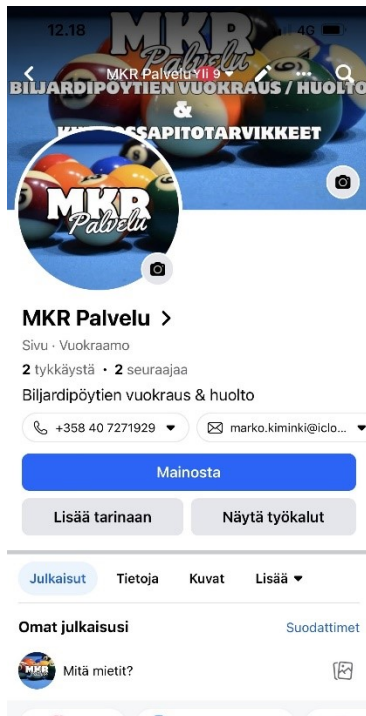 12.18
4G
MKR
Palvelu
MKR Palvelu Yli 9
BILJARDIPÖYTIEN VUOKRAUS / HUOLTO
&
KUNNOSSAPITOTARVIKKEET
MKR
Palvelu
MKR Palvelu
Sivu · Vuokraamo
2 tykkäystä • 2 seuraajaa
Biljardipöytien vuokraus & huolto
+358 40 7271929
marko.kiminki@iclo...
Mainosta
Lisää tarinaan
Näytä työkalut
Julkaisut Tietoja Kuvat Lisää
Omat julkaisusi
Suodattimet
MKR
Mitä mietit?